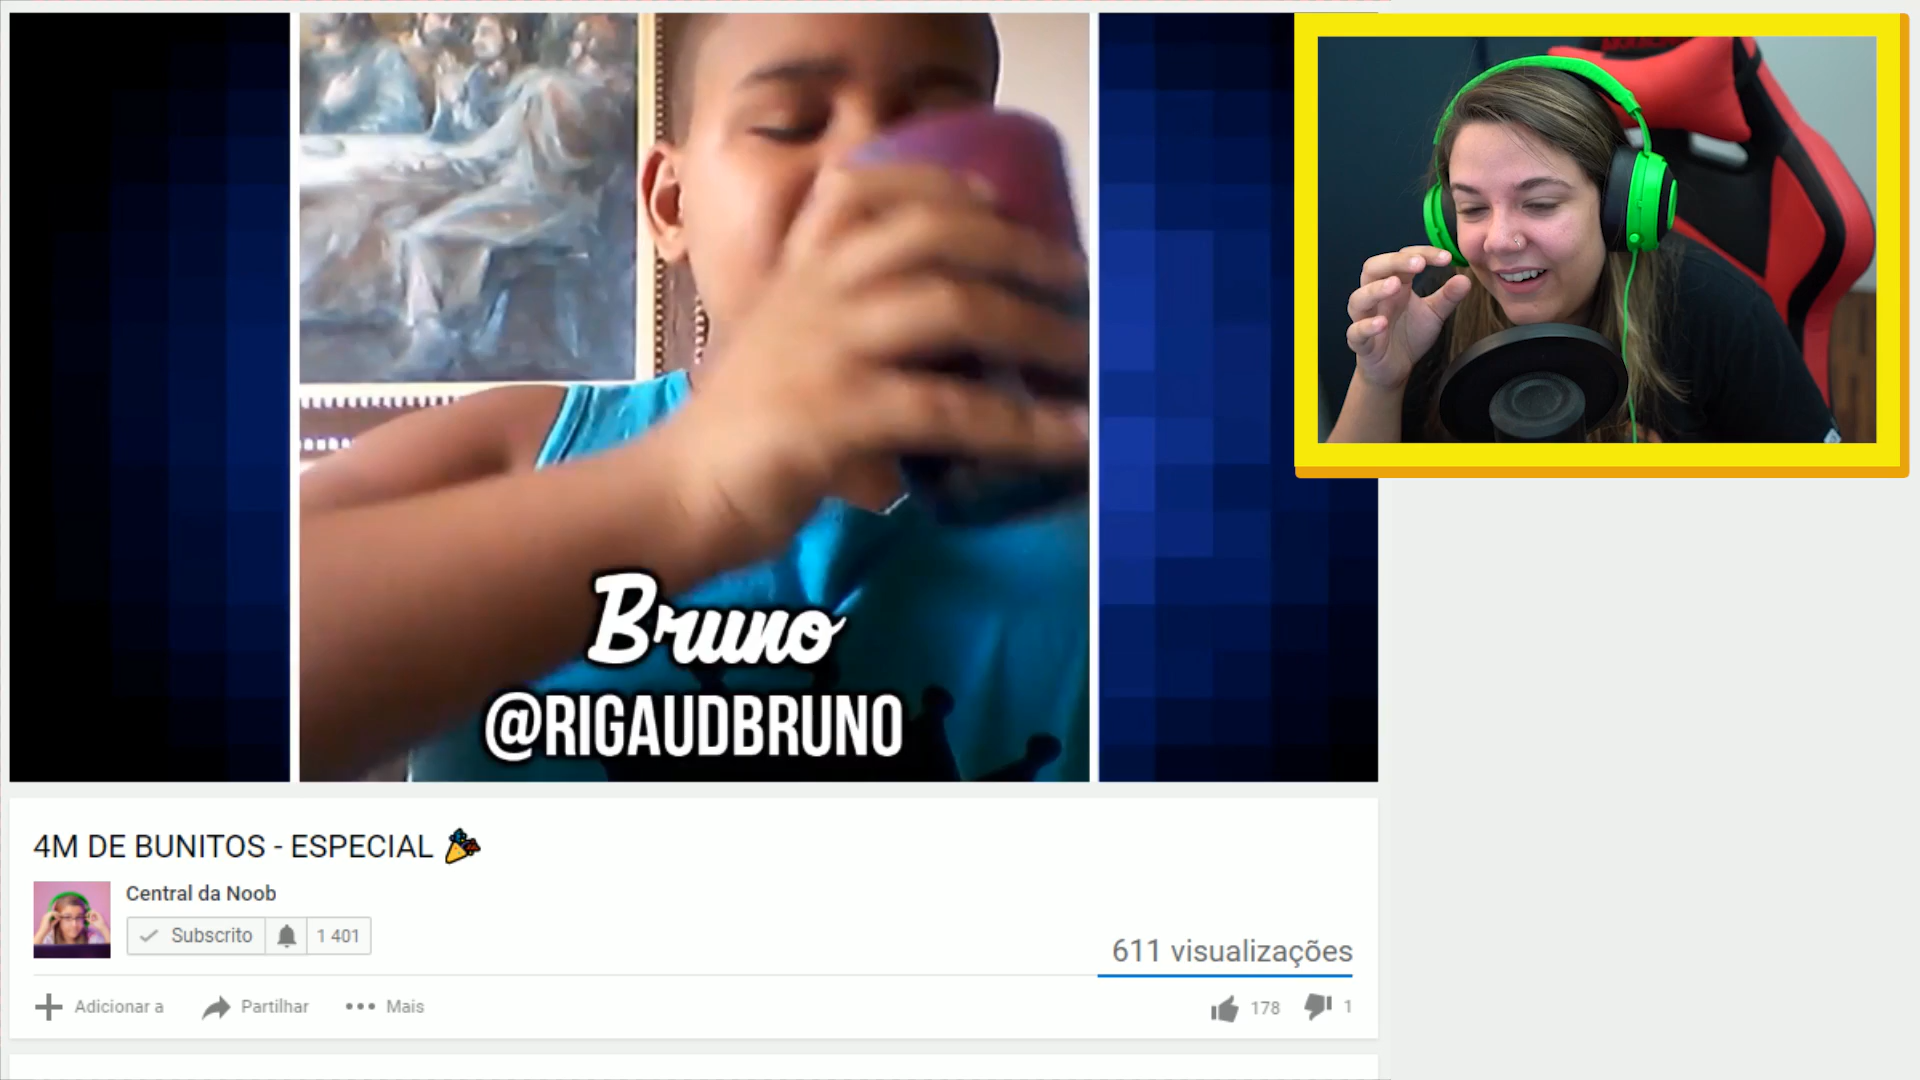 Bruno
@RIGAUDBRUNO
4M DE BUNITOS - ESPECIAL
Central da Noob
Subscrito 1 401
611 visualizações
Adicionar a Partilhar Mais
178 1